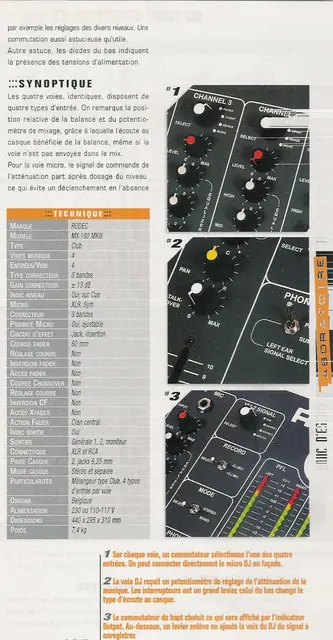 par exemple les réglages des divers niveaux. Une
commutation aussi astucieuse qu'utile.
Autre astuce, les diodes du bas indiquent
la présence des tensions d'alimentation.
:::SYNOPTIQUE
Les quatre voies, identiques, disposent de
quatre types d'entrée. On remarque la posi-
tion relative de la balance et du potentio-
mètre de mixage, grâce à laquelle l'écoute au
casque bénéficie de la balance, même si la
voie n'est pas envoyée dans le mix.
Pour la voie micro, le signal de commande de
l'atténuation part après dosage du niveau,
ce qui évite un déclenchement en l'absence
::: TECHNIQUE :::
MARQUE RODEC
MODÈLE MX-180 MKIII
TYPE Club
VOIES MUSIQUE 4
ENTRÉES/VOIE 4
TYPE CORRECTEUR 3 bandes
GAIN CORRECTEUR ± 13 dB
INDIC NIVEAU Oui, sur Cue
MICRO XLR, Sym
CORRECTEUR 3 bandes
PRIORITÉ MICRO Oui, ajustable
CIRCUIT D'EFFET Jack, insertion
COURSE FADER 60 mm
RÉGLAGE COURSE Non
INVERSION FADER Non
ACCÈS FADER Non
COURSE CROSSOVER Non
RÉGLAGE COURSE Non
INVERSION CF Non
ACCÈS XFADER Non
ACTION FADER Cran central
INDIC SORTIE Oui
SORTIES Générale 1, 2, moniteur
CONNECTIQUE XLR et RCA
PRISE CASQUE 2, jacks 6,35 mm
MODE CASQUE Stéréo et séparée
PARTICULARITÉS Mélangeur type Club, 4 types
d'entrée par voie
ORIGINE Belgique
ALIMENTATION 230 ou 110-117 V
DIMENSIONS 440 x 295 x 310 mm
POIDS 7,4 kg
#1
CHANNEL 3
CHANNEL
SELECT
LEVEL
MAX
HIGH
MID
#2
SELECT
PAN
TALK-
OVER
MAX
PHON
LEFT EAR
SIGNAL SELECT
10
9
#3
MIC
SIGNAL
RECORD
PFL
MODE
MONO
STEREO
1 Sur chaque voie, un commutateur sélectionne l'une des quatre
entrées. On peut connecter directement le micro DJ en façade.
2 La voie DJ reçoit un potentiomètre de réglage de l'atténuation de la
musique. Les interrupteurs ont un grand levier, celui du bas change le
type d'écoute au casque.
3 Le commutateur du haut choisit ce qui sera affiché par l'indicateur
Output. Au-dessous, un levier enlève ou ajoute la voix du DJ du signal à
enregistrer.